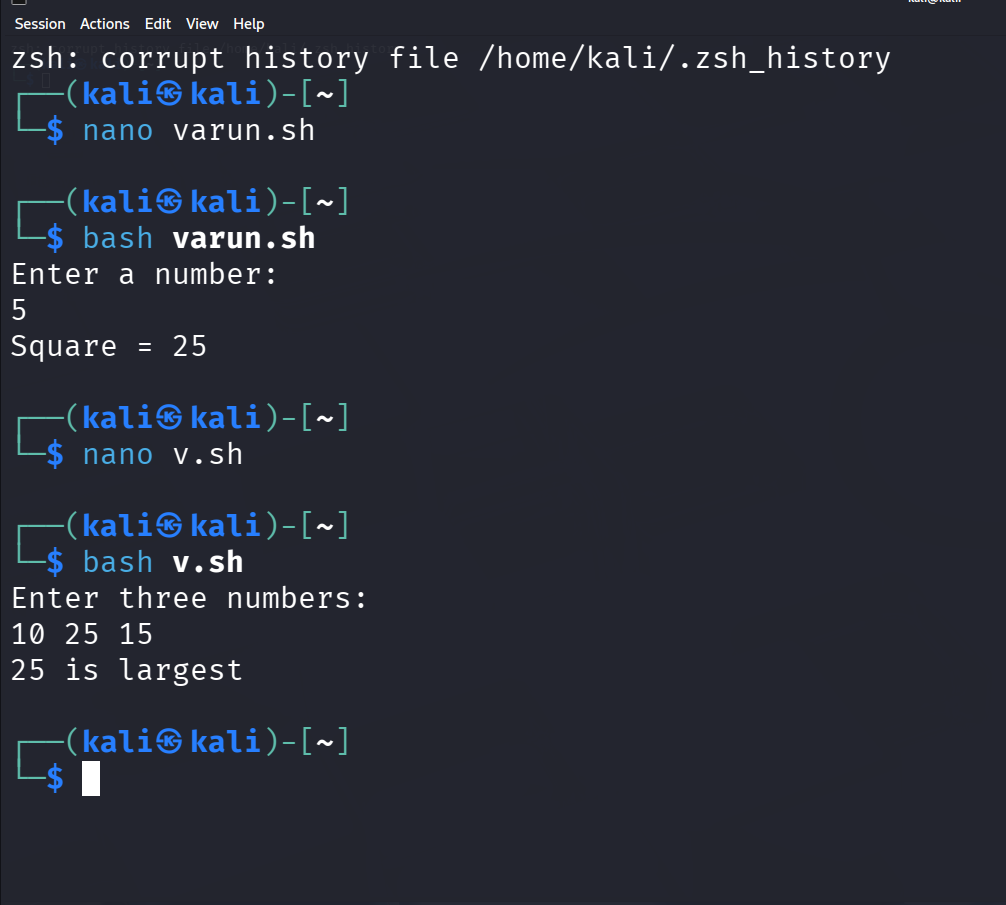 Session Actions Edit View Help
zsh: corrupt history file /home/kali/.zsh_history
┌──(kali㉿kali)-[~]
└─$ nano varun.sh
┌──(kali㉿kali)-[~]
└─$ bash varun.sh
Enter a number:
5
Square = 25
┌──(kali㉿kali)-[~]
└─$ nano v.sh
┌──(kali㉿kali)-[~]
└─$ bash v.sh
Enter three numbers:
10 25 15
25 is largest
┌──(kali㉿kali)-[~]
└─$